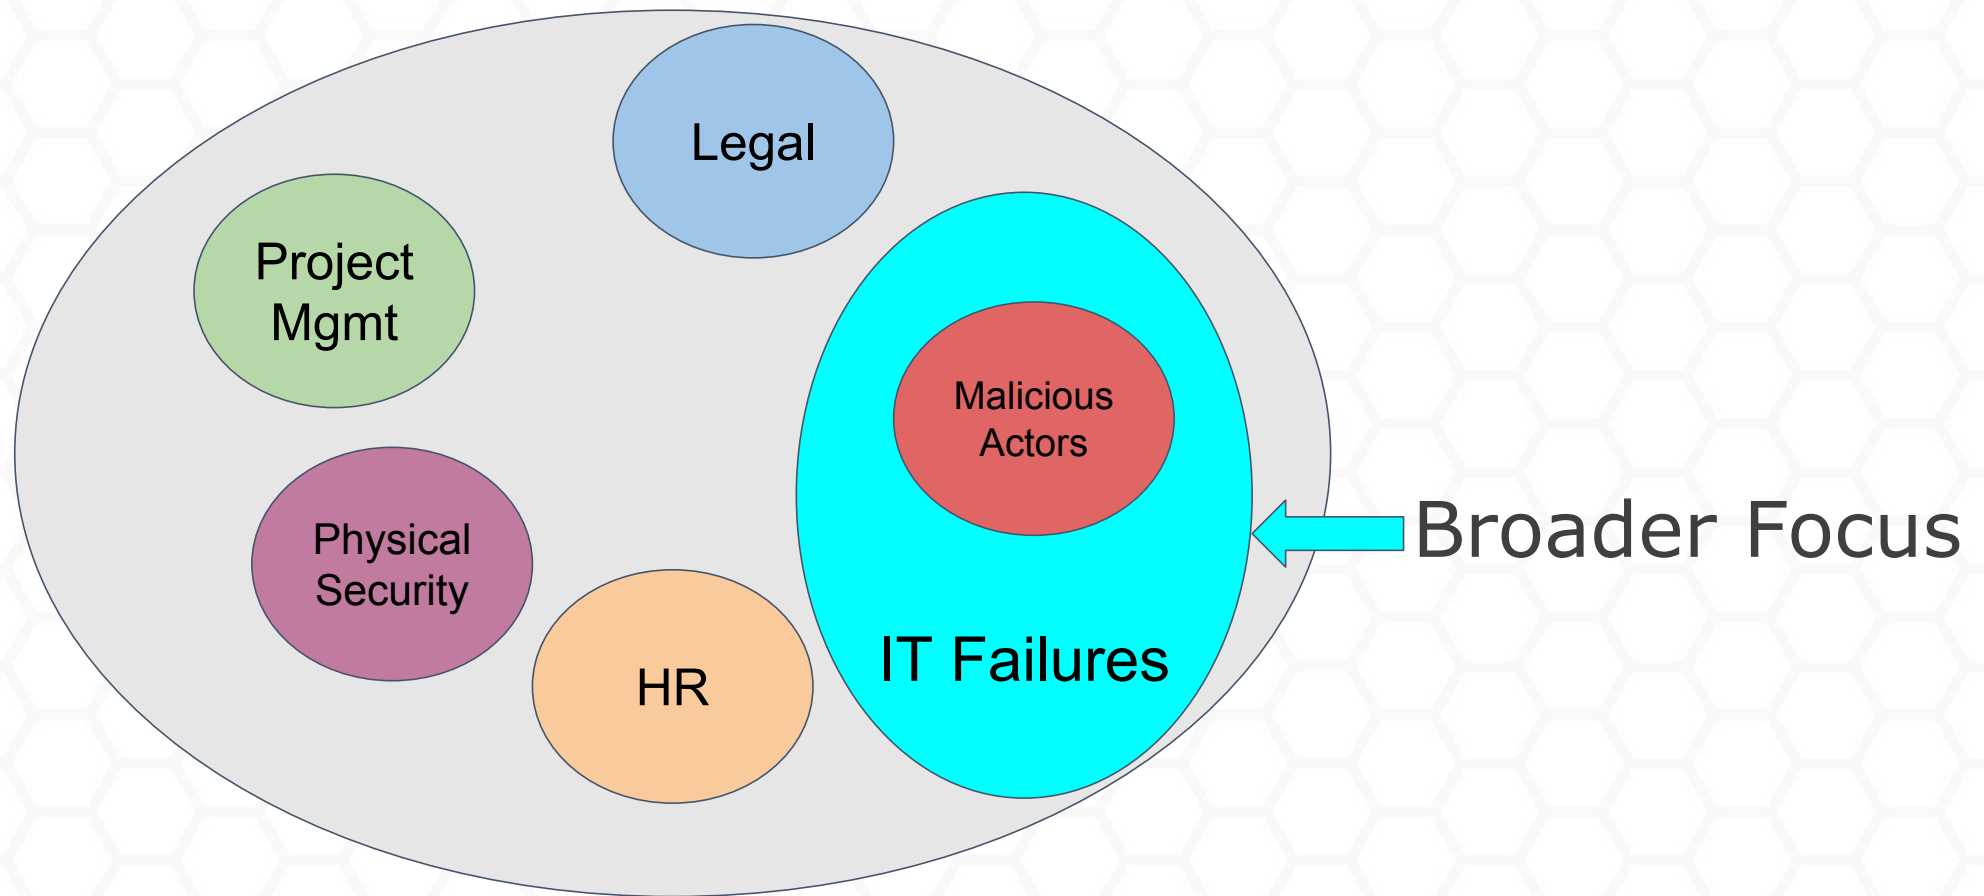 Legal
Project
Mgmt
Malicious
Actors
Physical
Security
Broader Focus
IT Failures
HR